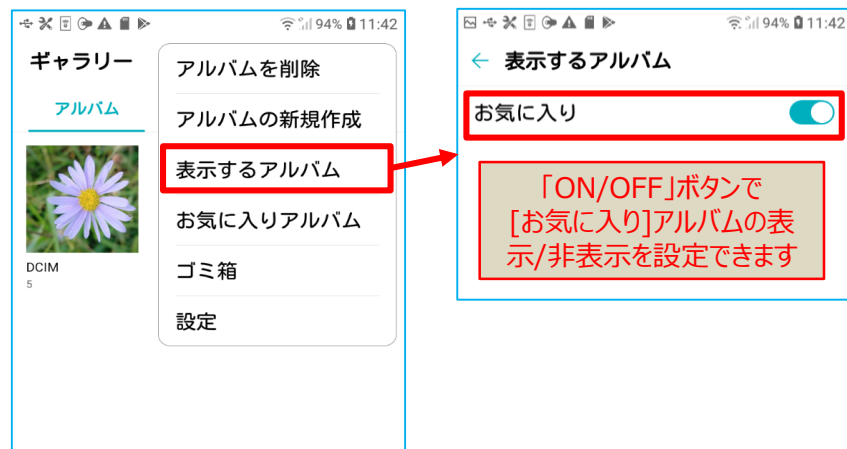 94% 11:42
ギャラリー
アルバム
DCIM
5
アルバムを削除
アルバムの新規作成
表示するアルバム
お気に入りアルバム
ゴミ箱
設定
94% 11:42
← 表示するアルバム
お気に入り
「ON/OFF」ボタンで
[お気に入り]アルバムの表
示/非表示を設定できます